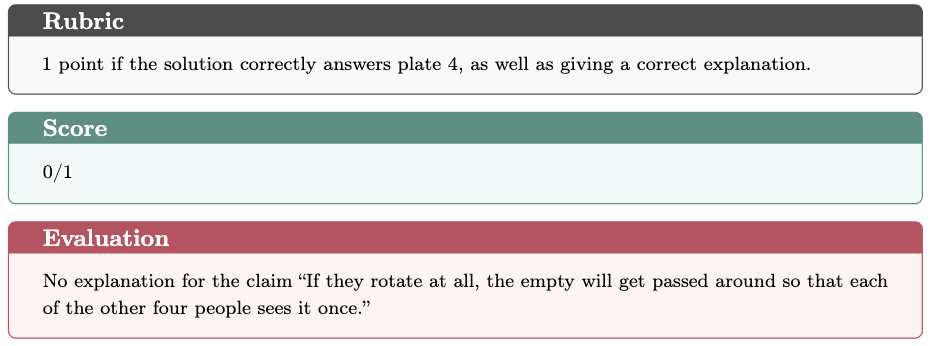 Rubric
1 point if the solution correctly answers plate 4, as well as giving a correct explanation.
Score
0/1
Evaluation
No explanation for the claim “If they rotate at all, the empty will get passed around so that each
of the other four people sees it once.”